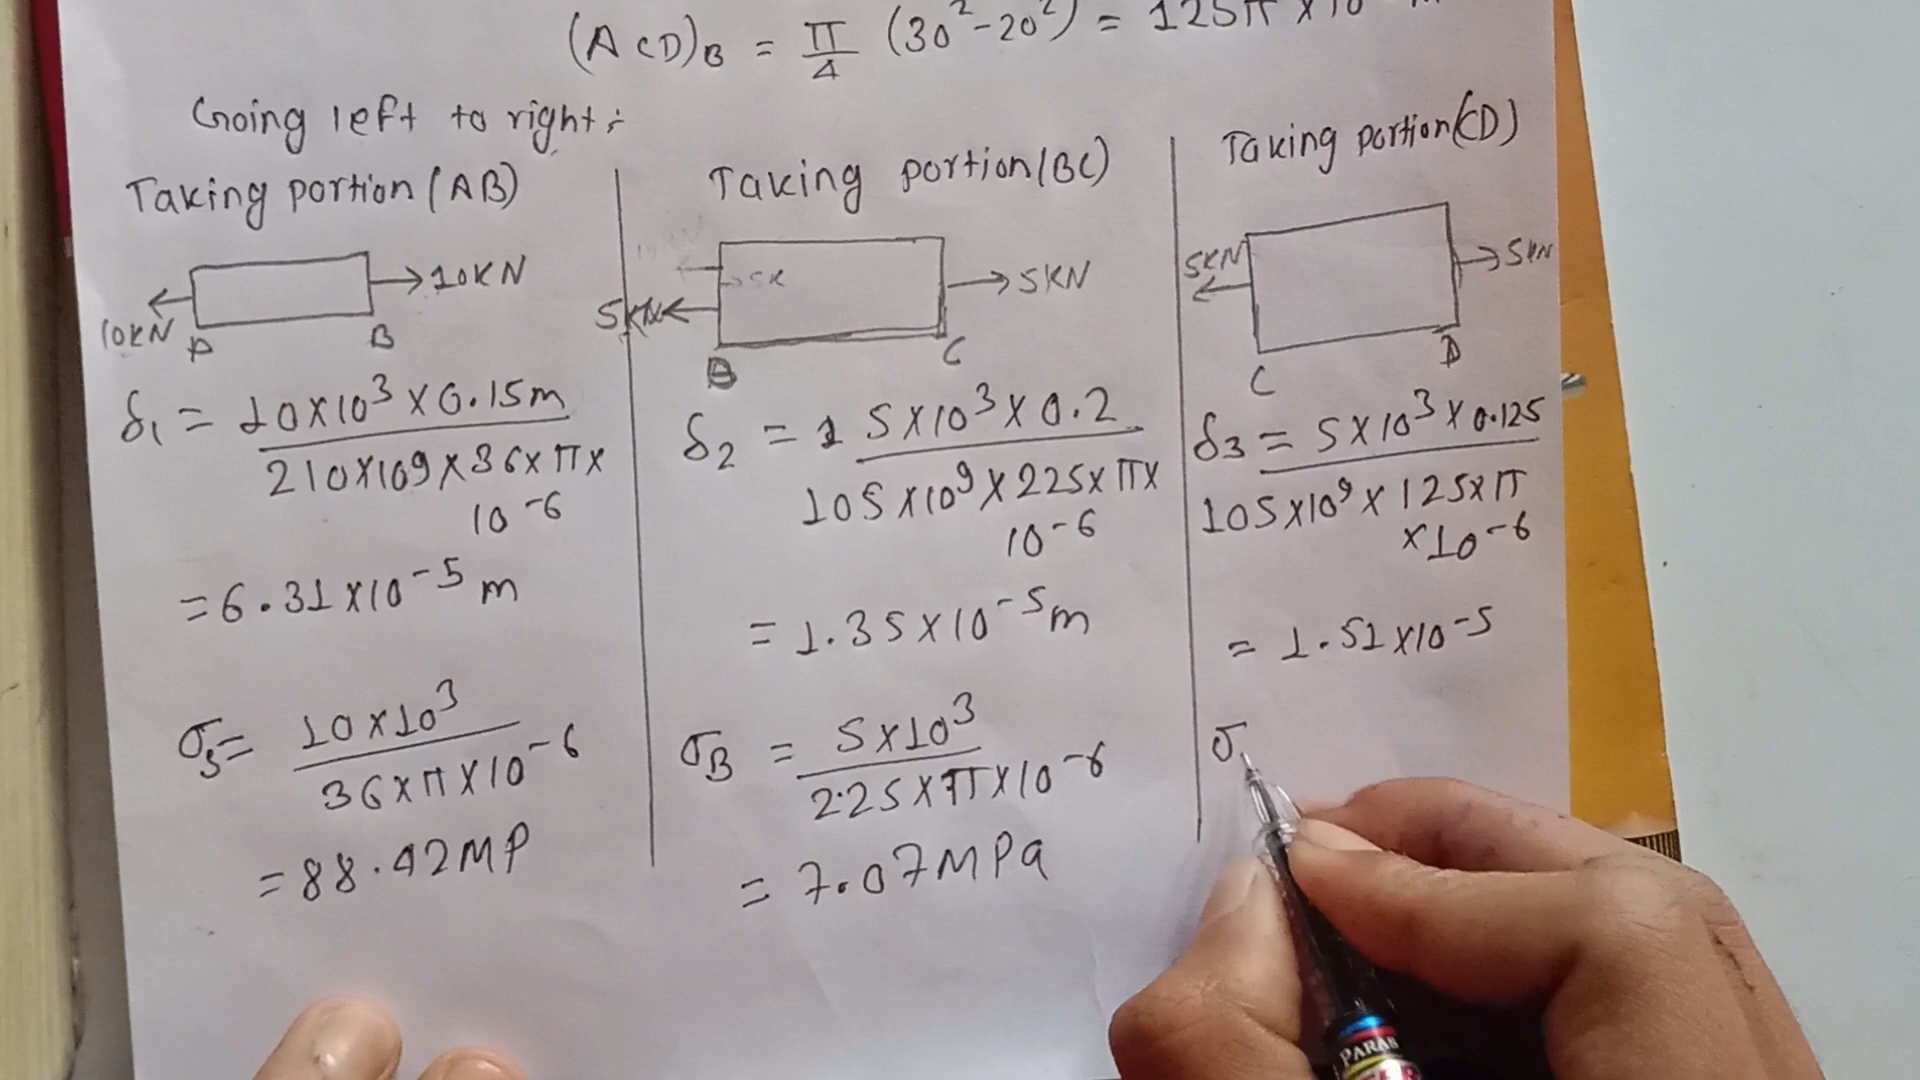 (A CD)B = π/4 (30² - 20²) = 125π × 10
Going left to right :-
Taking portion (AB)
10KN
10KN
A
B
δ₁ = 10×10³ × 0.15m / 210×109×36×π× 10⁻⁶
= 6.31×10⁻⁵ m
σs = 10×10³ / 36×π×10⁻⁶
= 88.42MP
Taking portion (BC)
5K
5KN
5KN
B
C
δ₂ = 1 5×10³× 0.2 / 105×10⁹×225×π× 10⁻⁶
= 1.35×10⁻⁵m
σB = 5×10³ / 225×π×10⁻⁶
= 7.07MPa
Taking portion(CD)
5KN
5KN
C
D
δ3 = 5×10³×0.125 / 105×10⁹×125×π ×10⁻⁶
= 1.51×10⁻⁵
σ
PARAS